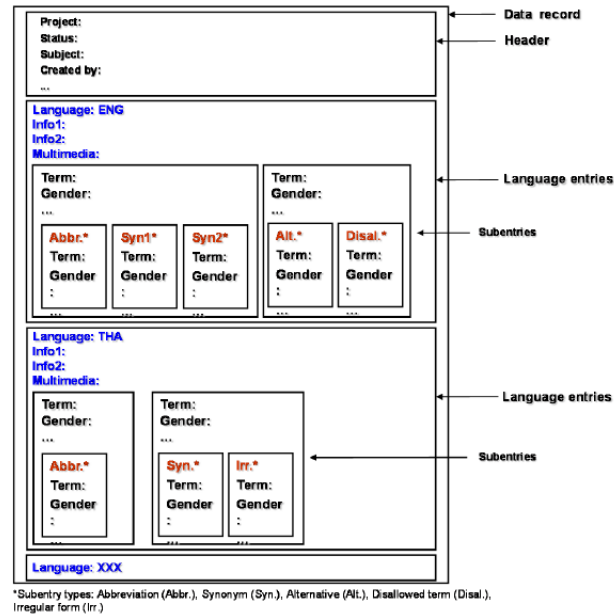 Project:
Data record
Status:
Header
Subject:
Created by:
...
Language: ENG
Info1:
Info2:
Multimedia:
Term:
Gender:
...
Term:
Gender:
...
Language entries
Abbr.*
Term:
Gender
:
...
Syn1*
Term:
Gender
:
...
Syn2*
Term:
Gender
:
...
Alt.*
Term:
Gender
:
...
Disal.*
Term:
Gender
:
...
Subentries
Language: THA
Info1:
Info2:
Multimedia:
Term:
Gender:
...
Term:
Gender:
...
Language entries
Abbr.*
Term:
Gender
:
...
Syn.*
Term:
Gender
:
...
Irr.*
Term:
Gender
:
...
Subentries
Language: XXX
*Subentry types: Abbreviation (Abbr.), Synonym (Syn.), Alternative (Alt.), Disallowed term (Disal.),
Irregular form (Irr.)